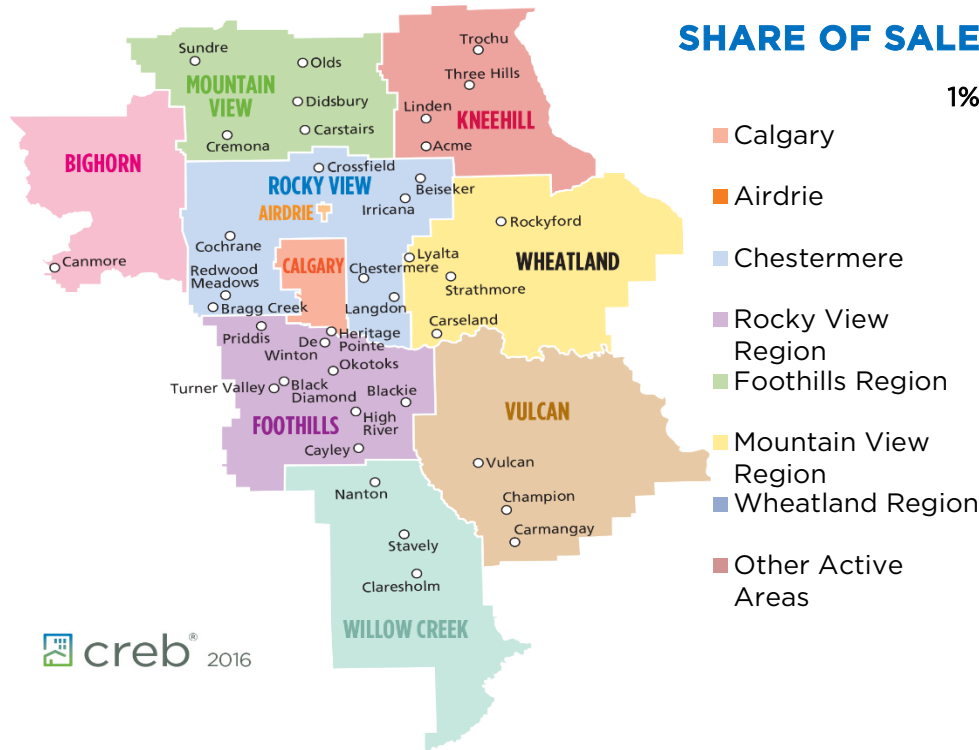 SHARE OF SALE
1%
Calgary
Airdrie
Chestermere
Rocky View
Region
Foothills Region
Mountain View
Region
Wheatland Region
Other Active
Areas
Sundre
Olds
MOUNTAIN
VIEW
Didsbury
Carstairs
Cremona
Trochu
Three Hills
Linden
KNEEHILL
Acme
BIGHORN
Canmore
Crossfield
ROCKY VIEW
Beiseker
Irricana
AIRDRIE
Cochrane
Redwood
Meadows
Bragg Creek
CALGARY
Chestermere
Langdon
Rockyford
Lyalta
WHEATLAND
Strathmore
Carseland
Priddis
Heritage
Pointe
De
Winton
Okotoks
Turner Valley
Black
Diamond
Blackie
FOOTHILLS
High
River
Cayley
VULCAN
Vulcan
Champion
Carmangay
Nanton
Stavely
Claresholm
WILLOW CREEK
creb® 2016